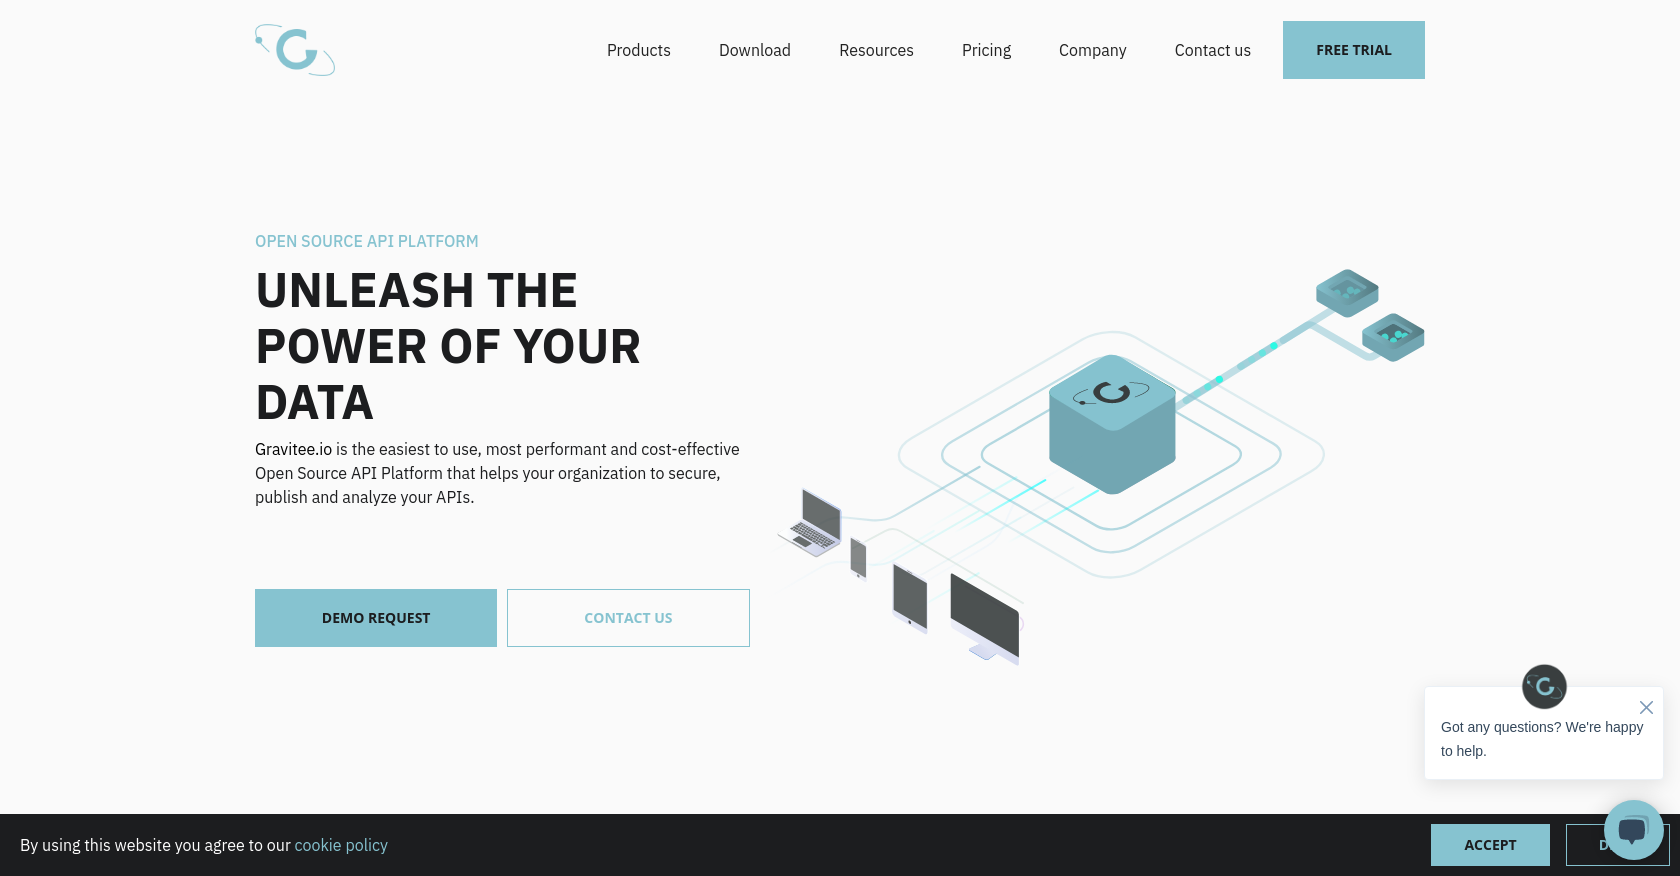 Products
Download
Resources
Pricing
Company
Contact us
FREE TRIAL
OPEN SOURCE API PLATFORM
UNLEASH THE
POWER OF YOUR
DATA
Gravitee.io is the easiest to use, most performant and cost-effective
Open Source API Platform that helps your organization to secure,
publish and analyze your APIs.
DEMO REQUEST
CONTACT US
Got any questions? We're happy
to help.
By using this website you agree to our cookie policy
ACCEPT